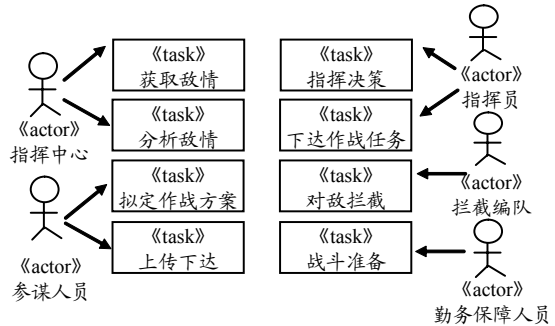 《task》
获取敌情
《task》
指挥决策
《actor》
指挥中心
《actor》
指挥员
《task》
分析敌情
《task》
下达作战任务
《task》
拟定作战方案
《task》
对敌拦截
《actor》
拦截编队
《actor》
参谋人员
《task》
上传下达
《task》
战斗准备
《actor》
勤务保障人员